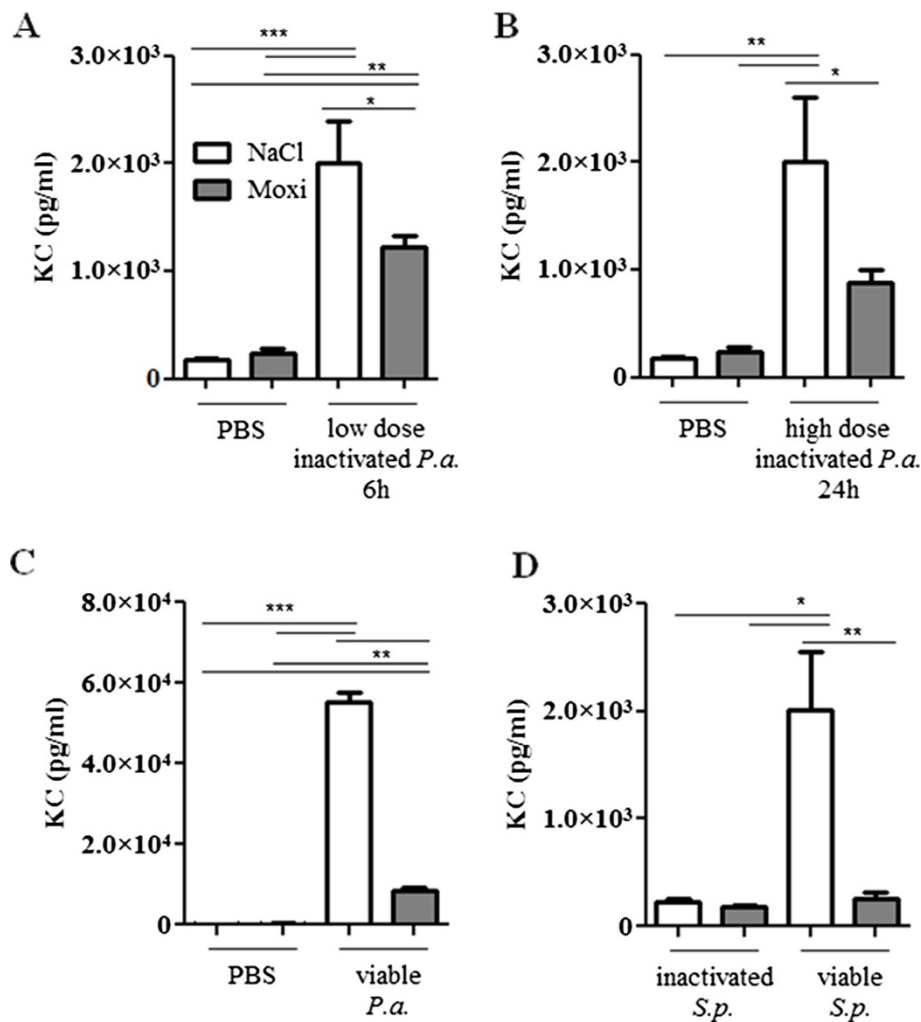 A
***
**
*
3.0×10³
2.0×10³
1.0×10³
0
KC (pg/ml)
NaCl
Moxi
PBS
low dose
inactivated P.a.
6h
B
**
*
3.0×10³
2.0×10³
1.0×10³
0
KC (pg/ml)
PBS
high dose
inactivated P.a.
24h
C
***
**
8.0×10⁴
6.0×10⁴
4.0×10⁴
2.0×10⁴
0
KC (pg/ml)
PBS
viable
P.a.
D
*
**
3.0×10³
2.0×10³
1.0×10³
0
KC (pg/ml)
inactivated
S.p.
viable
S.p.